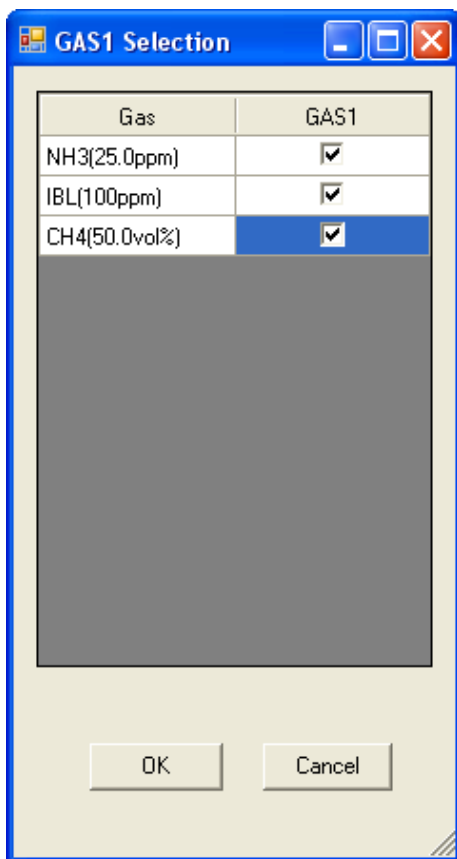 GAS1 Selection
Gas GAS1
NH3(25.0ppm)
IBL(100ppm)
CH4(50.0vol%)
OK Cancel